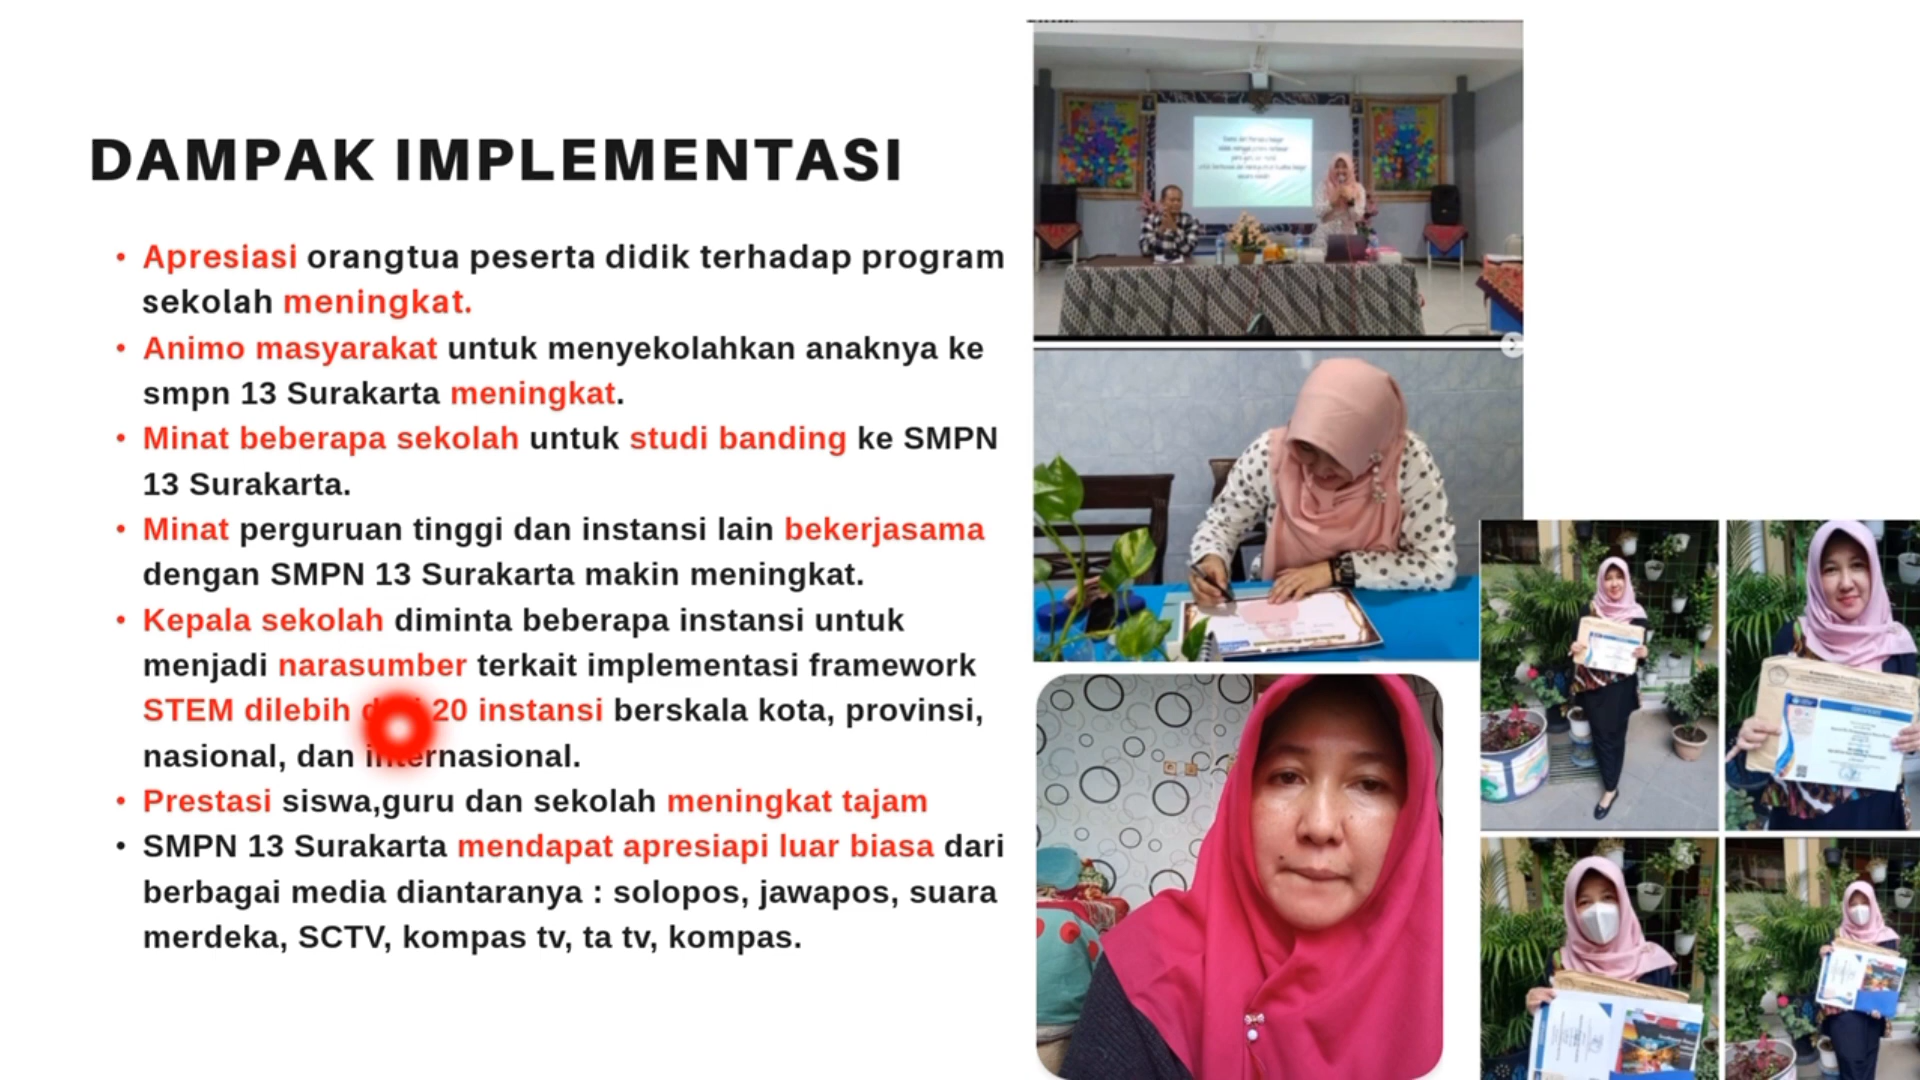 DAMPAK IMPLEMENTASI
• Apresiasi orangtua peserta didik terhadap program
sekolah meningkat.
• Animo masyarakat untuk menyekolahkan anaknya ke
smpn 13 Surakarta meningkat.
• Minat beberapa sekolah untuk studi banding ke SMPN
13 Surakarta.
• Minat perguruan tinggi dan instansi lain bekerjasama
dengan SMPN 13 Surakarta makin meningkat.
• Kepala sekolah diminta beberapa instansi untuk
menjadi narasumber terkait implementasi framework
STEM dilebih dari 20 instansi berskala kota, provinsi,
nasional, dan internasional.
• Prestasi siswa,guru dan sekolah meningkat tajam
• SMPN 13 Surakarta mendapat apresiapi luar biasa dari
berbagai media diantaranya : solopos, jawapos, suara
merdeka, SCTV, kompas tv, ta tv, kompas.